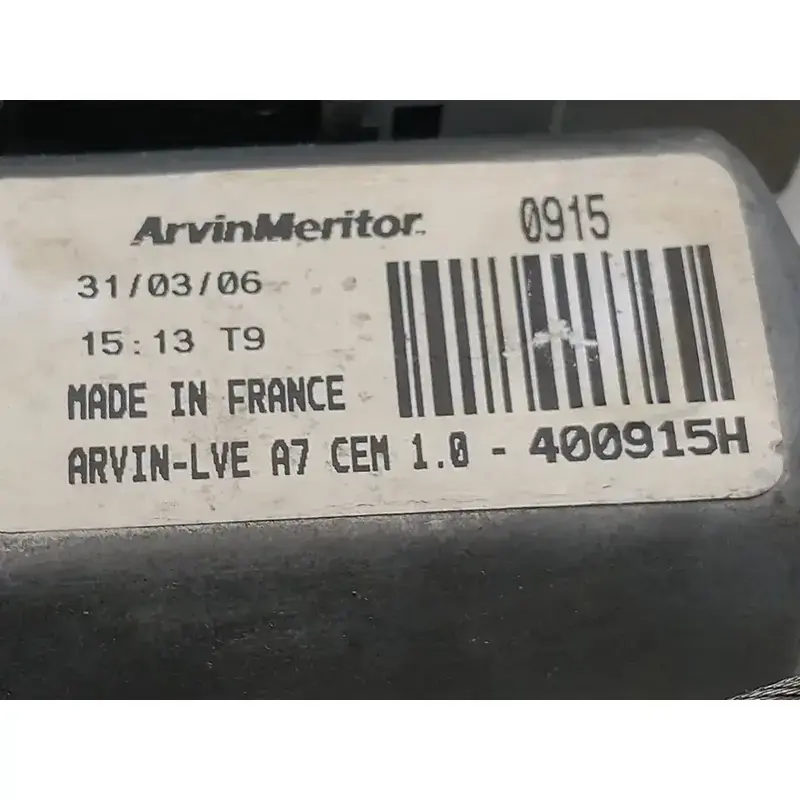 ArvinMeritor. 0915
31/03/06
15:13 T9
MADE IN FRANCE
ARVIN-LVE A7 CEM 1.0 - 400915H